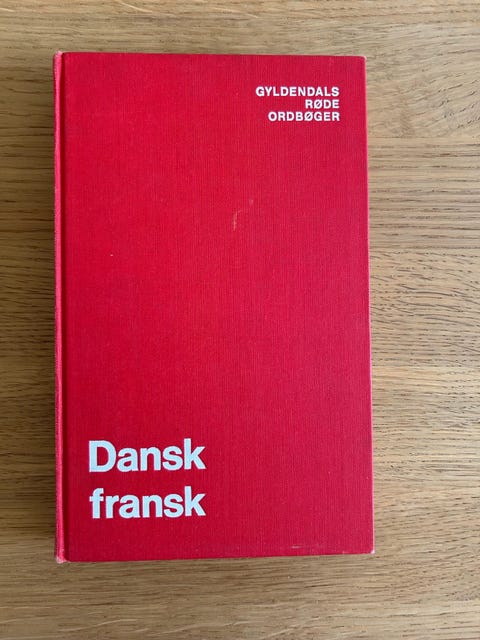 GYLDENDALS
RØDE
ORDBØGER
Dansk
fransk